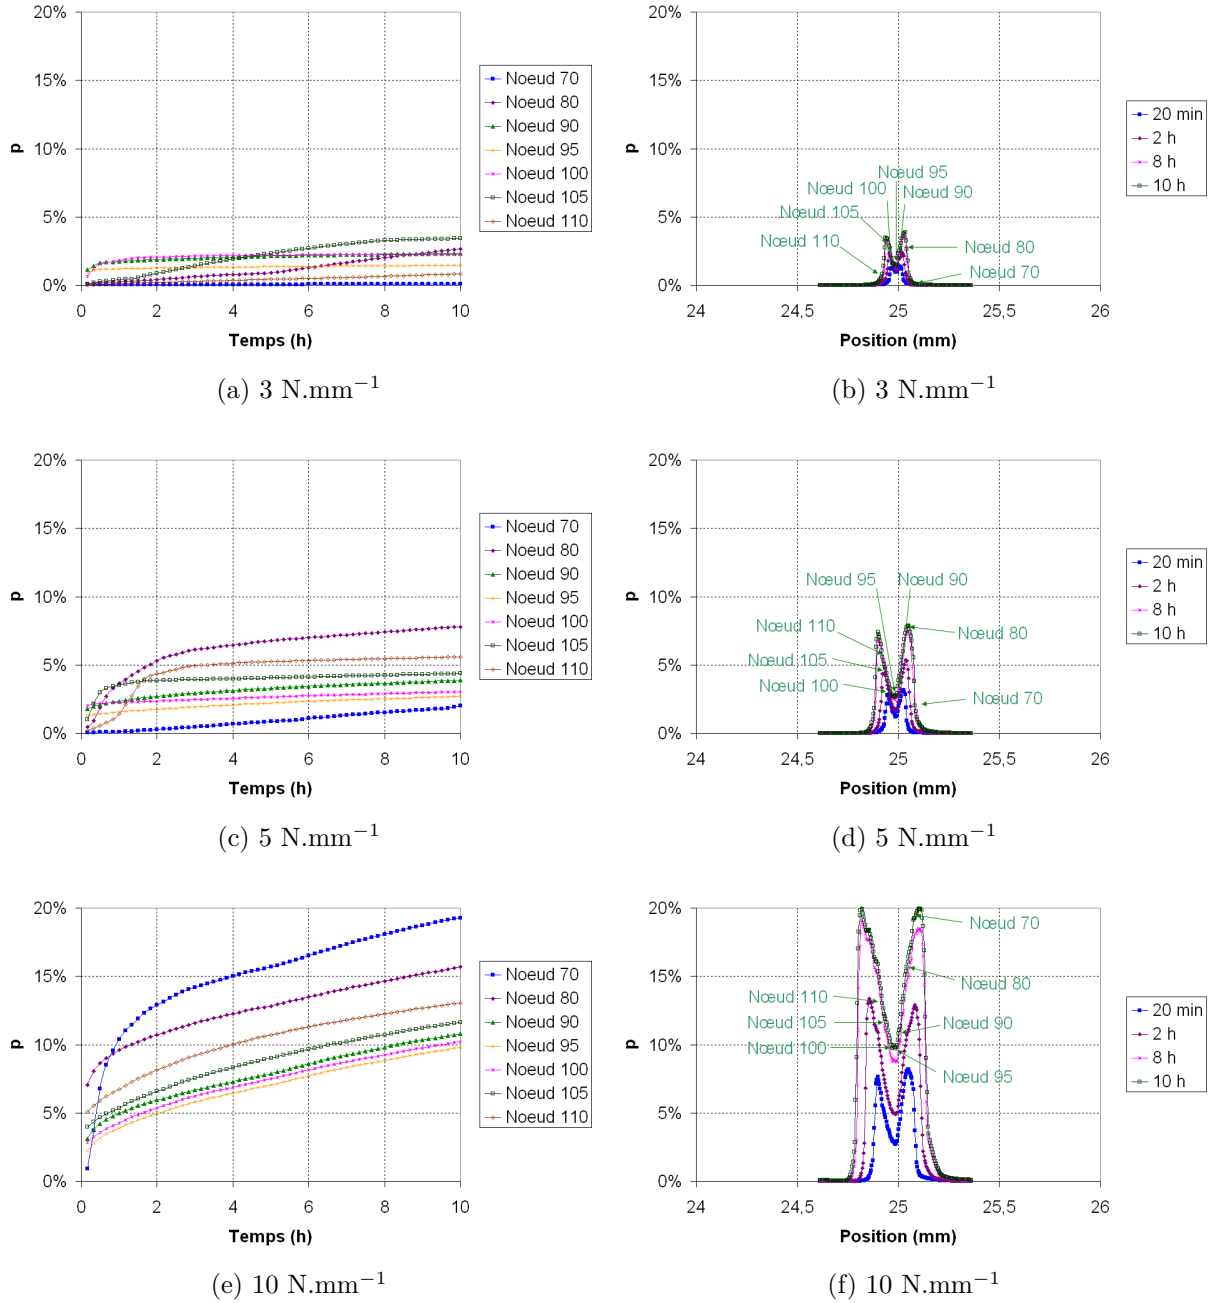 20%
15%
10%
5%
0%
p
0
2
4
6
8
10
Temps (h)
Noeud 70
Noeud 80
Noeud 90
Noeud 95
Noeud 100
Noeud 105
Noeud 110
(a) 3 N.mm⁻¹
20%
15%
10%
5%
0%
p
Nœud 95
Nœud 100
Nœud 90
Nœud 105
Nœud 110
Nœud 80
Nœud 70
24
24,5
25
25,5
26
Position (mm)
20 min
2 h
8 h
10 h
(b) 3 N.mm⁻¹
20%
15%
10%
5%
0%
p
0
2
4
6
8
10
Temps (h)
Noeud 70
Noeud 80
Noeud 90
Noeud 95
Noeud 100
Noeud 105
Noeud 110
(c) 5 N.mm⁻¹
20%
15%
10%
5%
0%
p
Nœud 95
Nœud 90
Nœud 110
Nœud 80
Nœud 105
Nœud 100
Nœud 70
24
24,5
25
25,5
26
Position (mm)
20 min
2 h
8 h
10 h
(d) 5 N.mm⁻¹
20%
15%
10%
5%
0%
p
0
2
4
6
8
10
Temps (h)
Noeud 70
Noeud 80
Noeud 90
Noeud 95
Noeud 100
Noeud 105
Noeud 110
(e) 10 N.mm⁻¹
20%
15%
10%
5%
0%
p
Nœud 70
Nœud 80
Nœud 110
Nœud 105
Nœud 90
Nœud 100
Nœud 95
24
24,5
25
25,5
26
Position (mm)
20 min
2 h
8 h
10 h
(f) 10 N.mm⁻¹